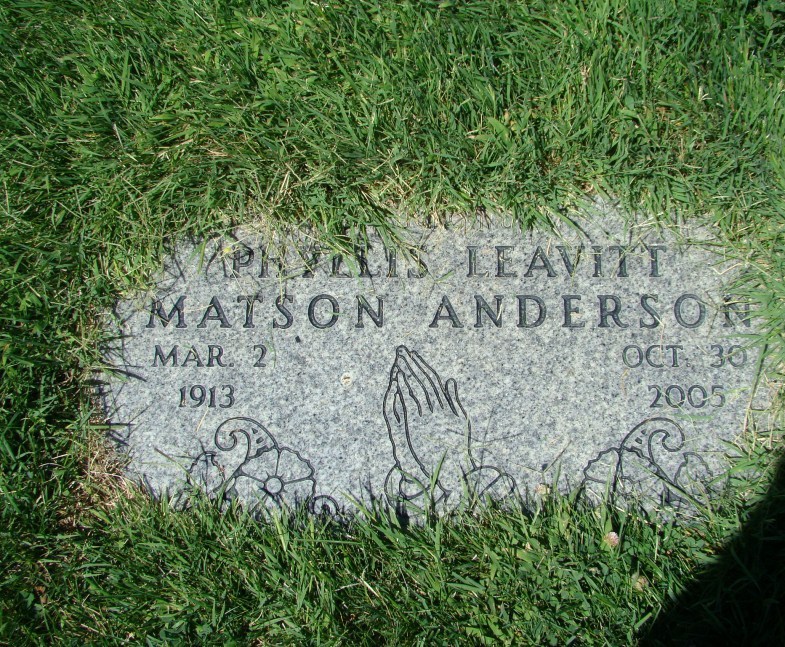 PHYLLIS LEAVITT
MATSON ANDERSON
MAR. 2 OCT. 30
1913 2005